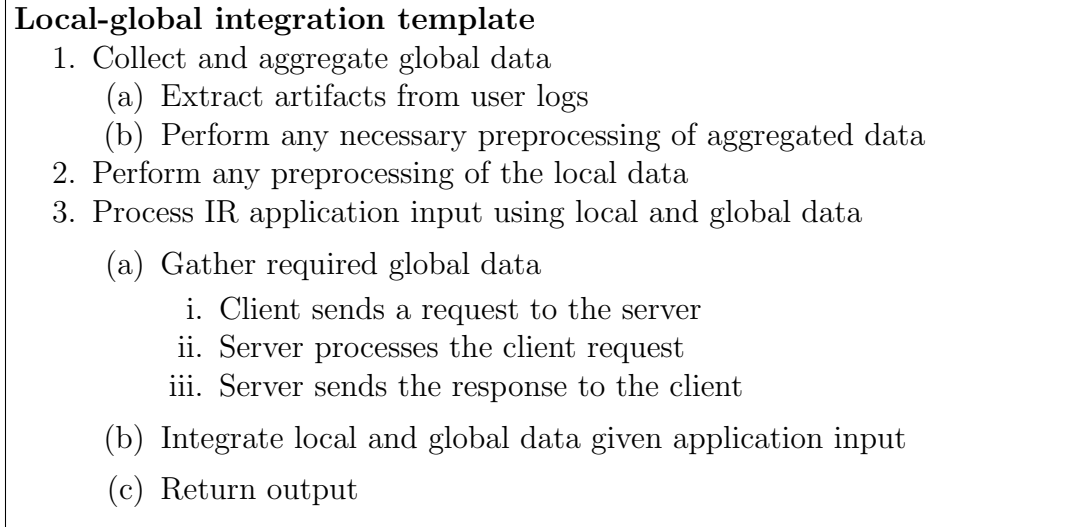 Local-global integration template
1. Collect and aggregate global data
(a) Extract artifacts from user logs
(b) Perform any necessary preprocessing of aggregated data
2. Perform any preprocessing of the local data
3. Process IR application input using local and global data
(a) Gather required global data
i. Client sends a request to the server
ii. Server processes the client request
iii. Server sends the response to the client
(b) Integrate local and global data given application input
(c) Return output